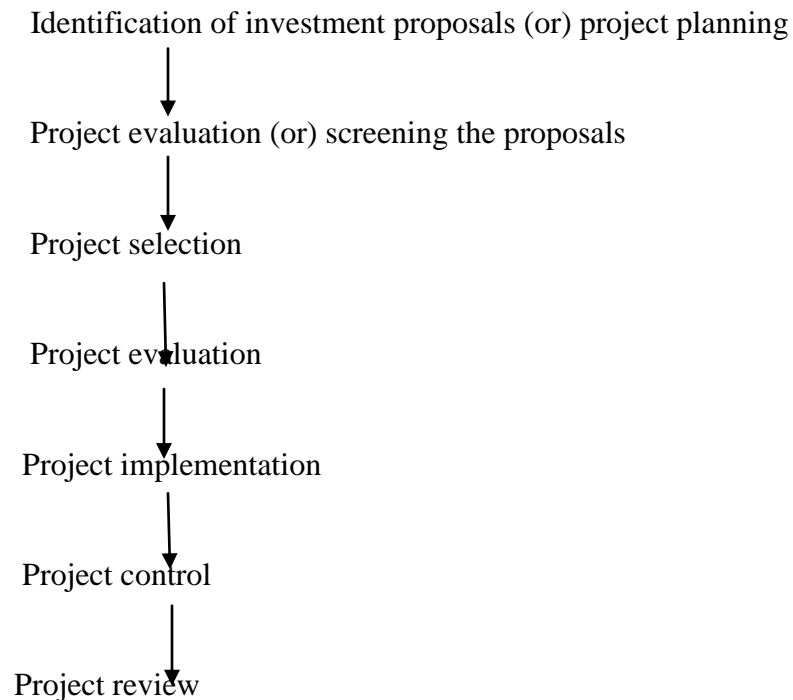 Identification of investment proposals (or) project planning
Project evaluation (or) screening the proposals
Project selection
Project evaluation
Project implementation
Project control
Project review